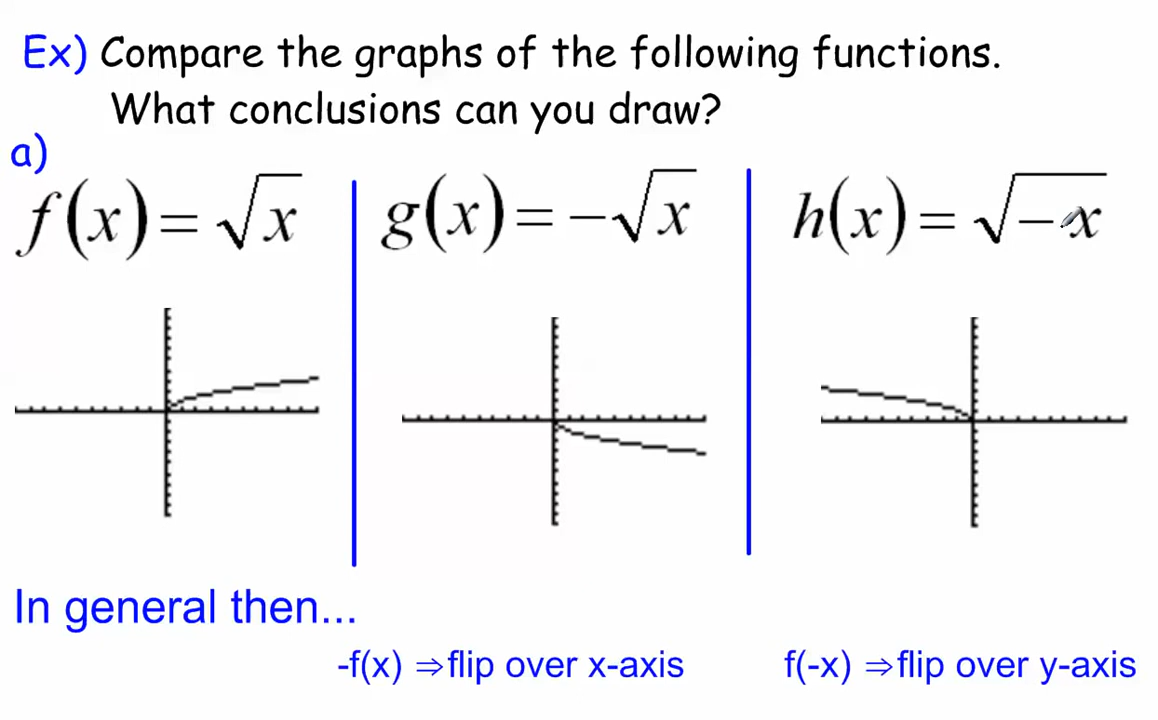 Ex) Compare the graphs of the following functions.
What conclusions can you draw?
a)
f(x) = √x
g(x) = −√x
h(x) = √−x
In general then...
-f(x) ⇒flip over x-axis
f(-x) ⇒flip over y-axis